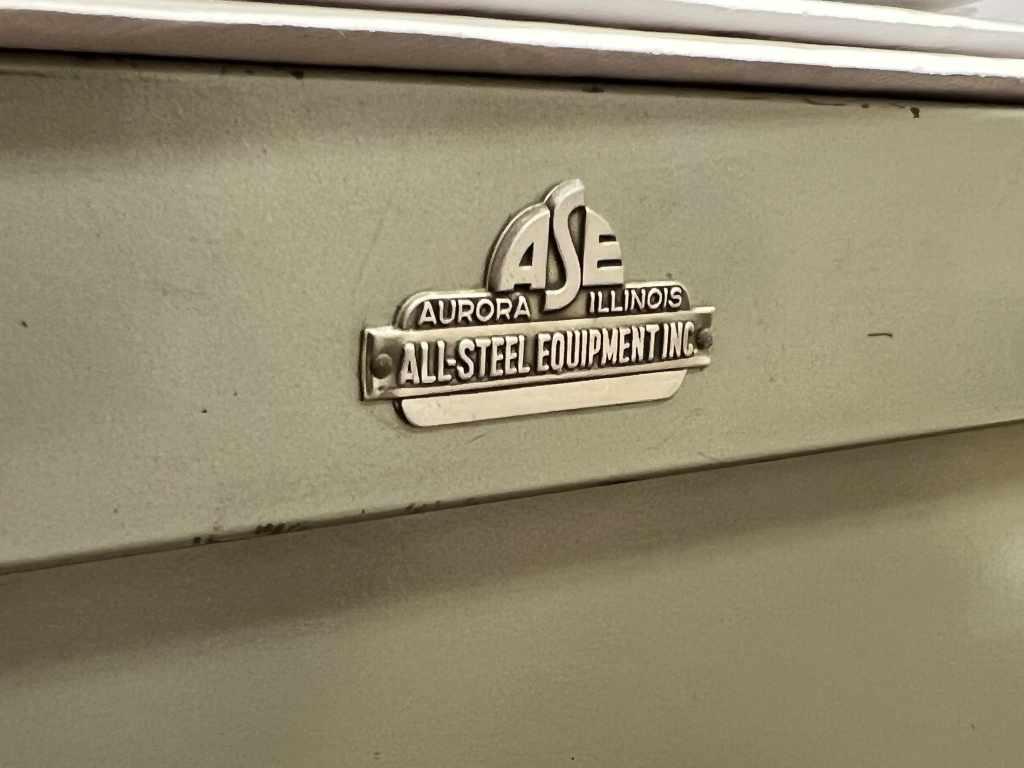 ASE
AURORA ILLINOIS
ALL-STEEL EQUIPMENT INC.